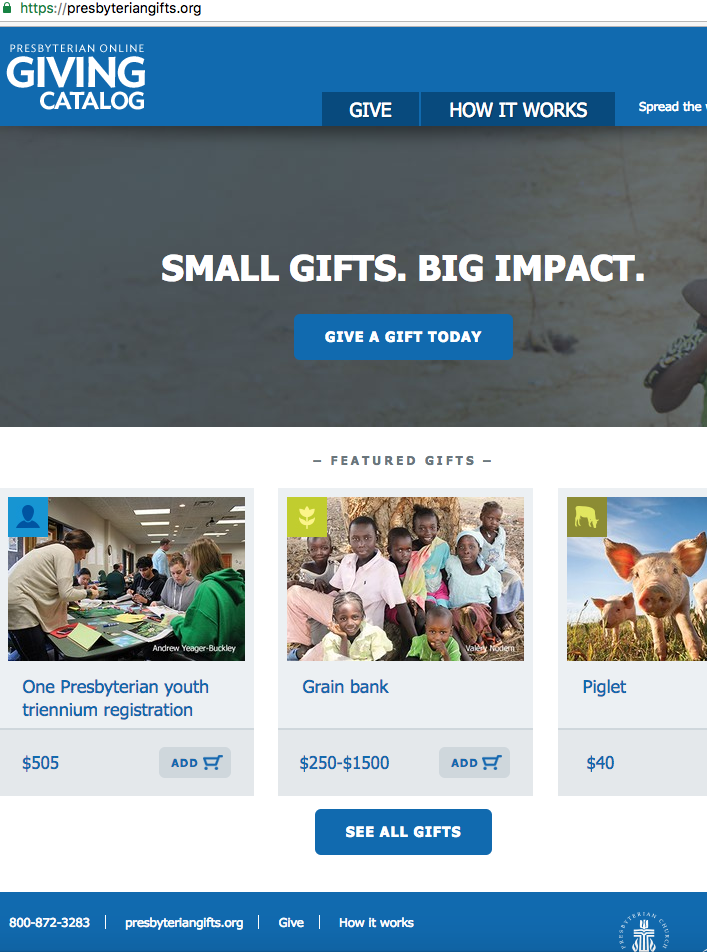 https://presbyteriangifts.org
PRESBYTERIAN ONLINE
GIVING
CATALOG
GIVE
HOW IT WORKS
Spread the
SMALL GIFTS. BIG IMPACT.
GIVE A GIFT TODAY
– FEATURED GIFTS –
Andrew Yeager-Buckley
Valéry Nodem
One Presbyterian youth
triennium registration
Grain bank
Piglet
$505
ADD
$250-$1500
ADD
$40
SEE ALL GIFTS
800-872-3283
presbyteriangifts.org
Give
How it works
PRESBYTERIAN CHURCH